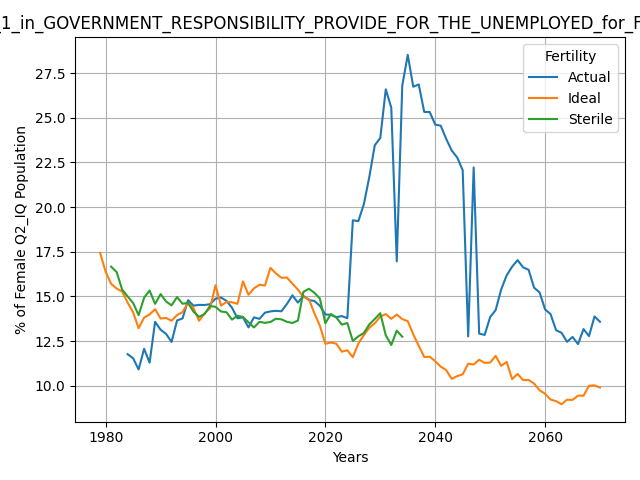 _1_in_GOVERNMENT_RESPONSIBILITY_PROVIDE_FOR_THE_UNEMPLOYED_for_F
Fertility
Actual
Ideal
Sterile
% of Female Q2_IQ Population
27.5
25.0
22.5
20.0
17.5
15.0
12.5
10.0
1980
2000
2020
2040
2060
Years